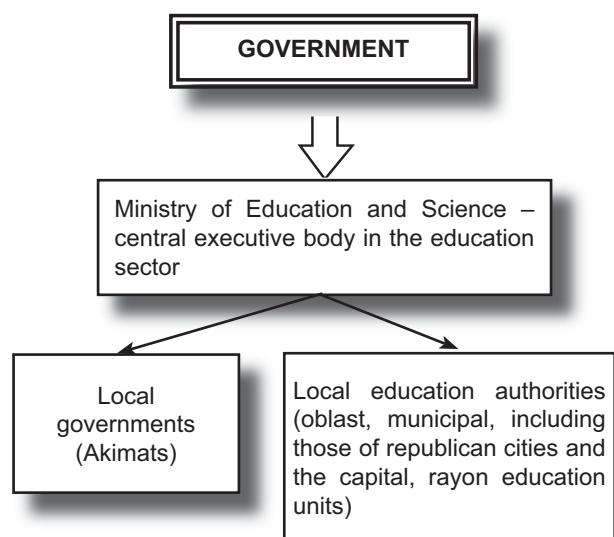 GOVERNMENT
Ministry of Education and Science –
central executive body in the education
sector
Local
governments
(Akimats)
Local education authorities
(oblast, municipal, including
those of republican cities and
the capital, rayon education
units)